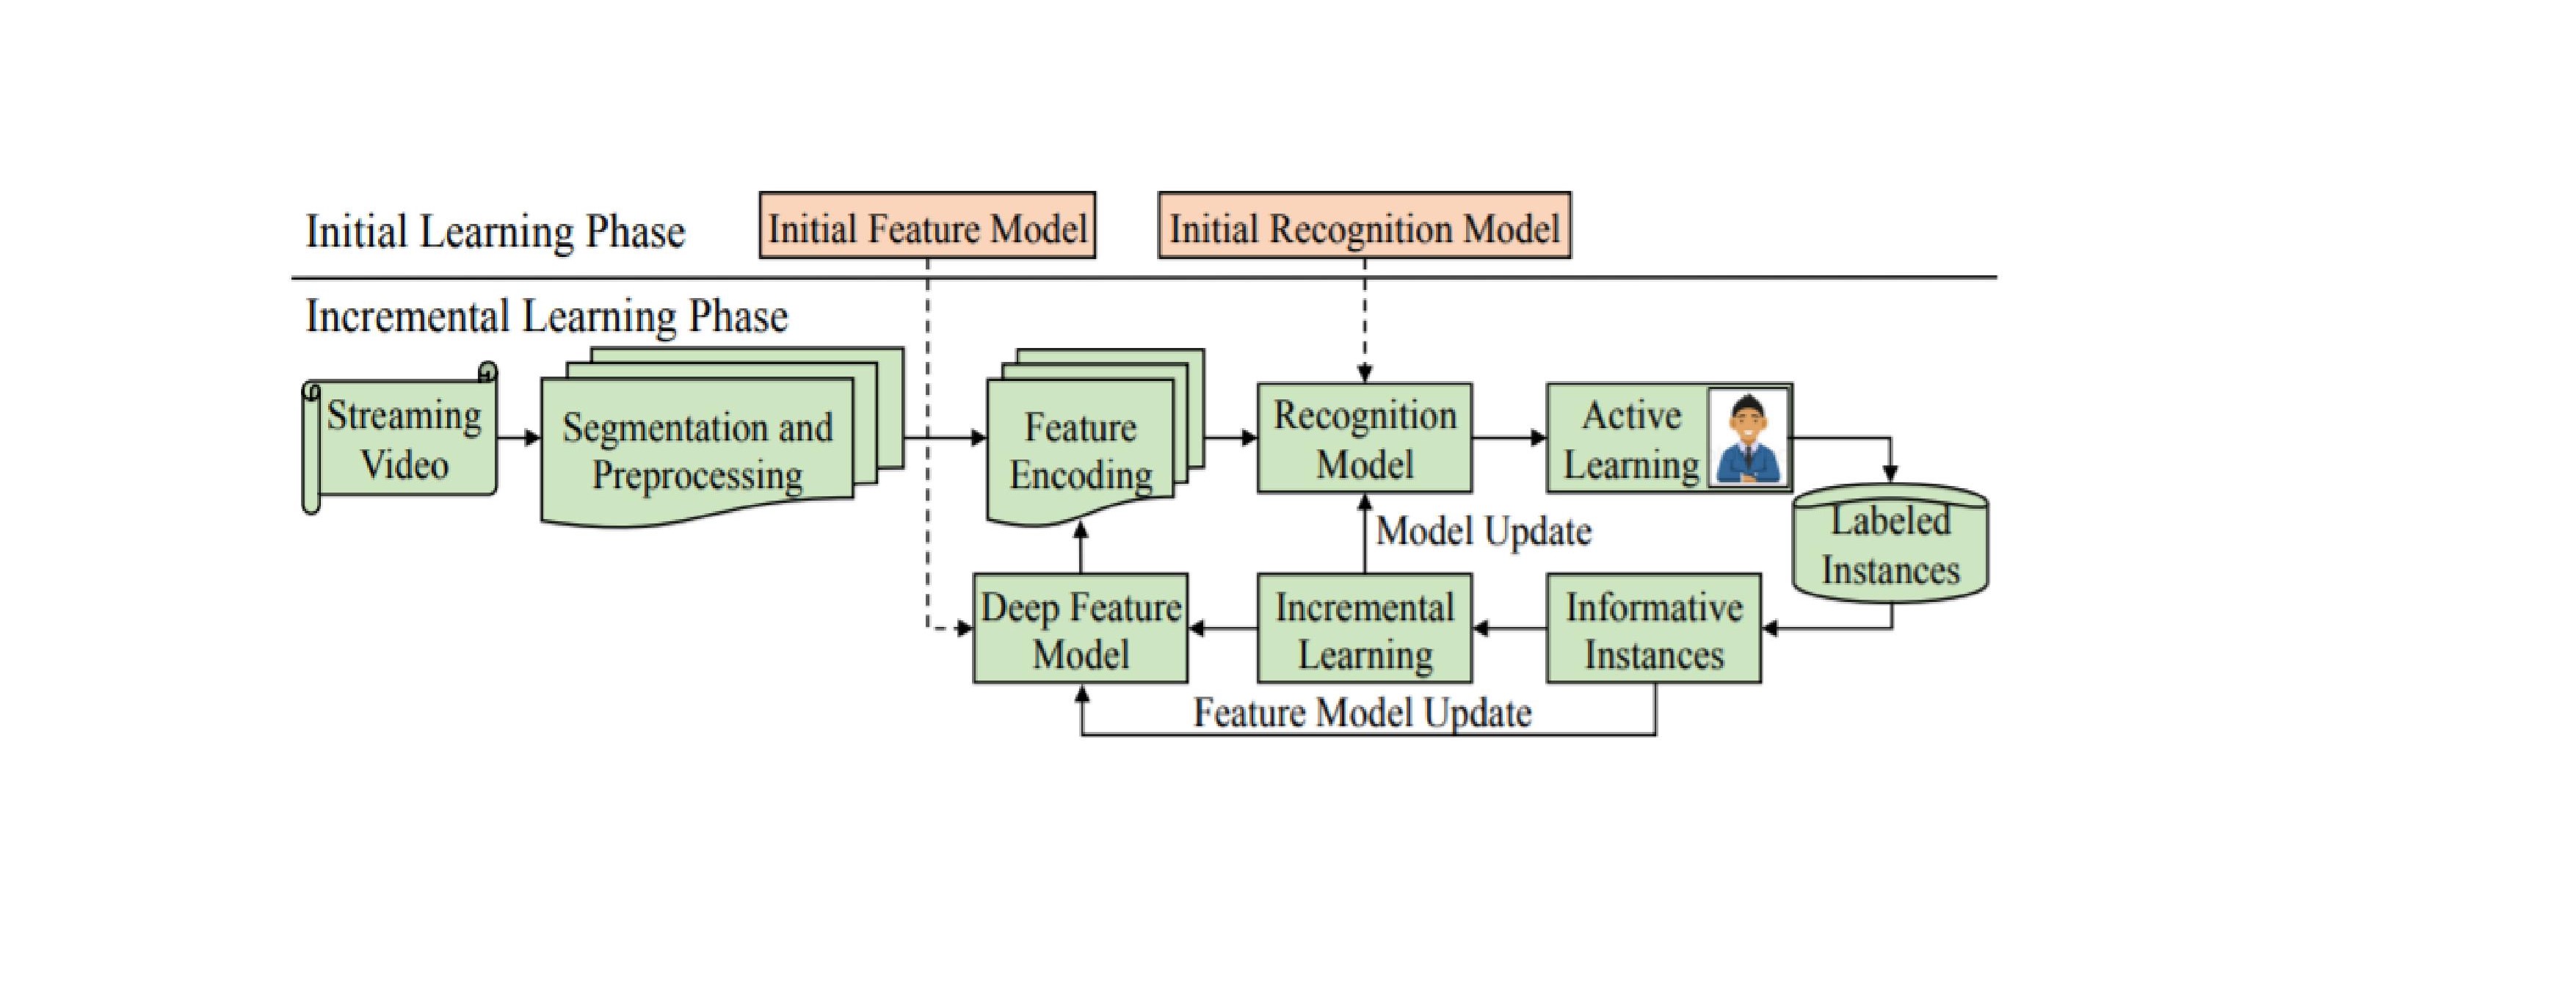 Initial Learning Phase
Initial Feature Model
Initial Recognition Model
Incremental Learning Phase
Streaming
Video
Segmentation and
Preprocessing
Feature
Encoding
Recognition
Model
Active
Learning
Labeled
Instances
Model Update
Deep Feature
Model
Incremental
Learning
Informative
Instances
Feature Model Update